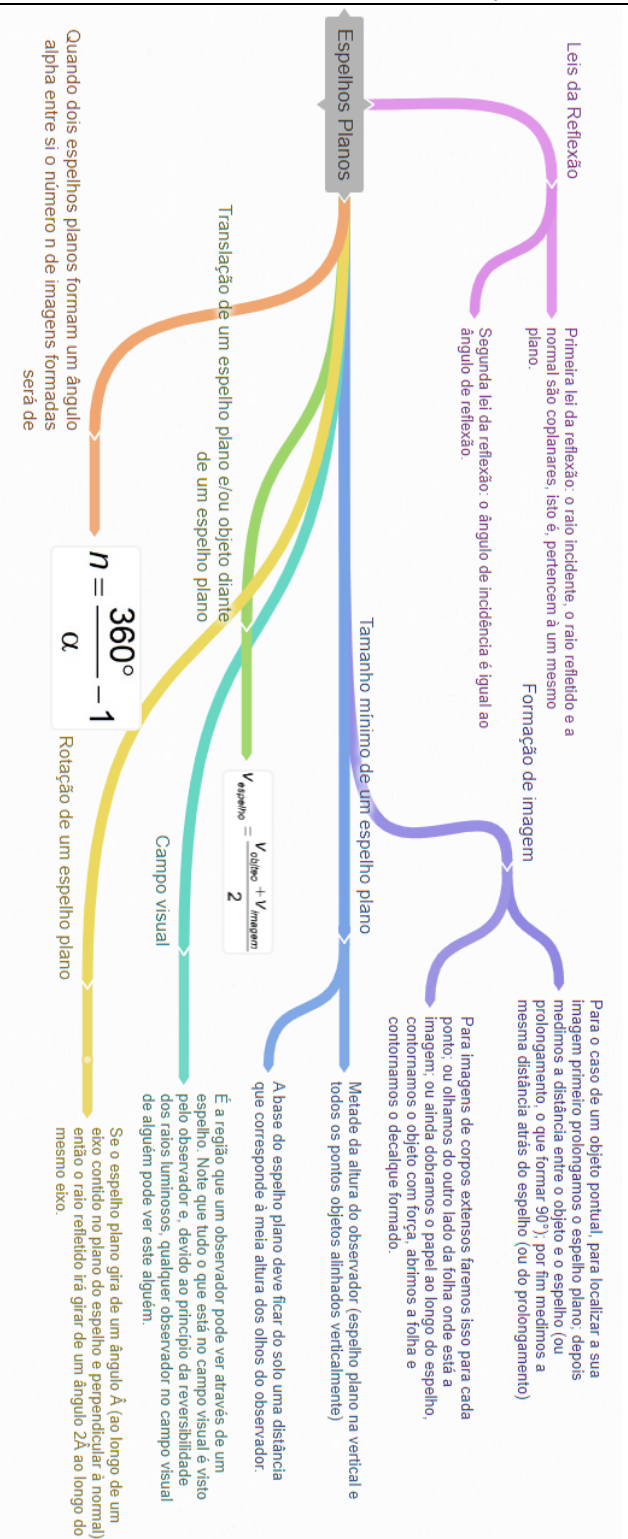 Espelhos Planos
Leis da Reflexão
Primeira lei da reflexão: o raio incidente, o raio refletido e a
normal são coplanares, isto é, pertencem à um mesmo
plano.
Segunda lei da reflexão: o ângulo de incidência é igual ao
ângulo de reflexão.
Formação de imagem
Para o caso de um objeto pontual, para localizar a sua
imagem primeiro prolongamos o espelho plano; depois
medimos a distância entre o objeto e o espelho (ou
prolongamento, o que formar 90°); por fim medimos a
mesma distância atrás do espelho (ou do prolongamento)
Para imagens de corpos extensos faremos isso para cada
ponto; ou olhamos do outro lado da folha onde está a
imagem; ou ainda dobramos o papel ao longo do espelho,
contornamos o objeto com força, abrimos a folha e
contornamos o decalque formado.
Tamanho mínimo de um espelho plano
Metade da altura do observador (espelho plano na vertical e
todos os pontos objetos alinhados verticalmente)
A base do espelho plano deve ficar do solo uma distância
que corresponde à meia altura dos olhos do observador.
Translação de um espelho plano e/ou objeto diante
de um espelho plano
V espelho = (V objteo + V imagem) / 2
Campo visual
É a região que um observador pode ver através de um
espelho. Note que tudo o que está no campo visual é visto
pelo observador e, devido ao princípio da reversibilidade
dos raios luminosos, qualquer observador no campo visual
de alguém pode ver este alguém.
Quando dois espelhos planos formam um ângulo
alpha entre si o número n de imagens formadas
será de
n = 360° / α − 1
Rotação de um espelho plano
Se o espelho plano gira de um ângulo Â (ao longo de um
eixo contido no plano do espelho e perpendicular à normal)
então o raio refletido irá girar de um ângulo 2Â ao longo do
mesmo eixo.